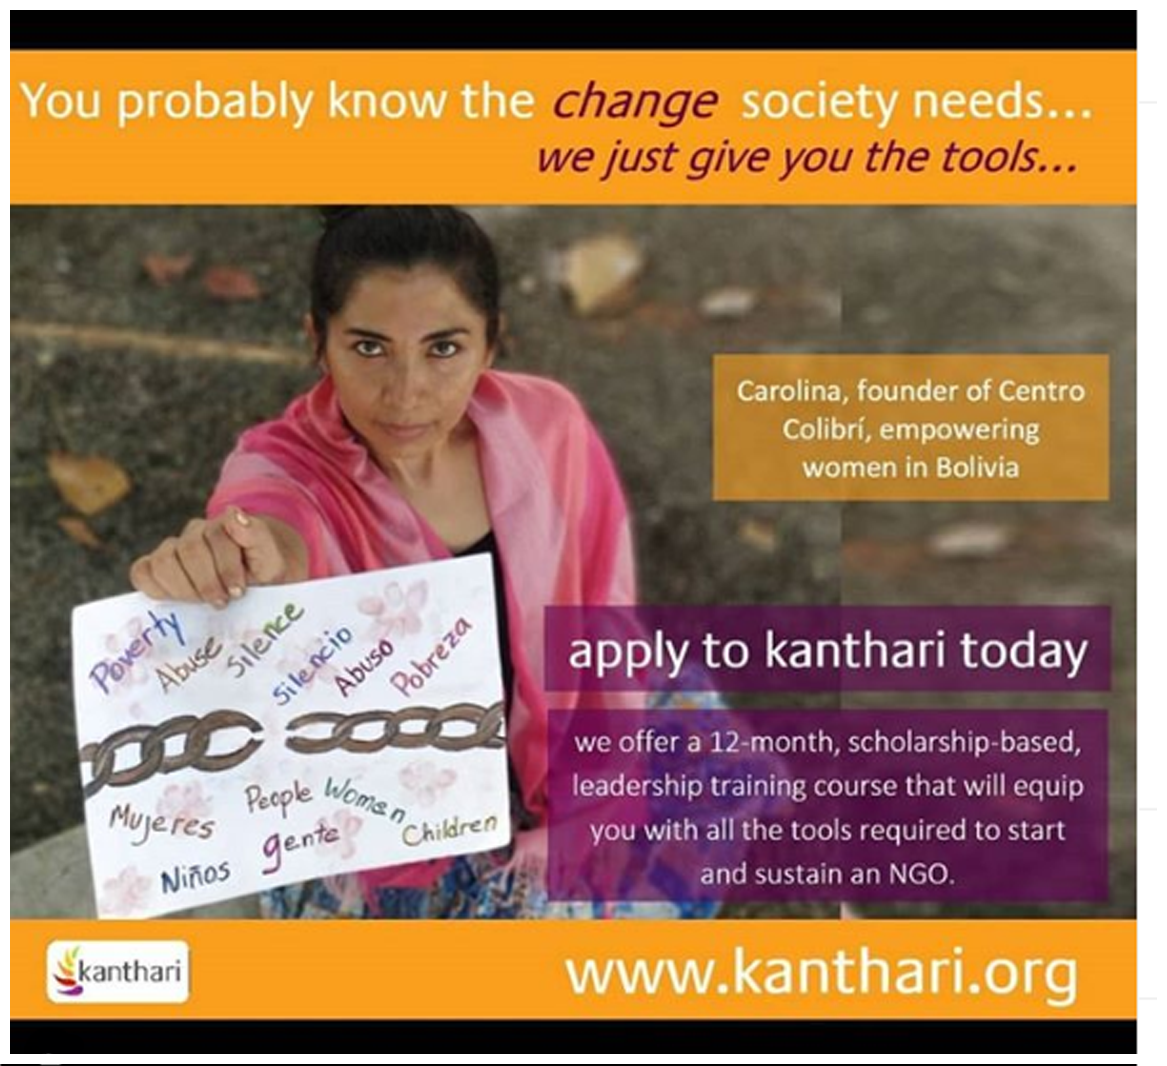 You probably know the change society needs...
we just give you the tools...
Carolina, founder of Centro
Colibrí, empowering
women in Bolivia
Poverty
Abuse
Silence
Silencio
Abuso
Pobreza
Mujeres
People
Women
gente
Children
Niños
apply to kanthari today
we offer a 12-month, scholarship-based,
leadership training course that will equip
you with all the tools required to start
and sustain an NGO.
kanthari
www.kanthari.org